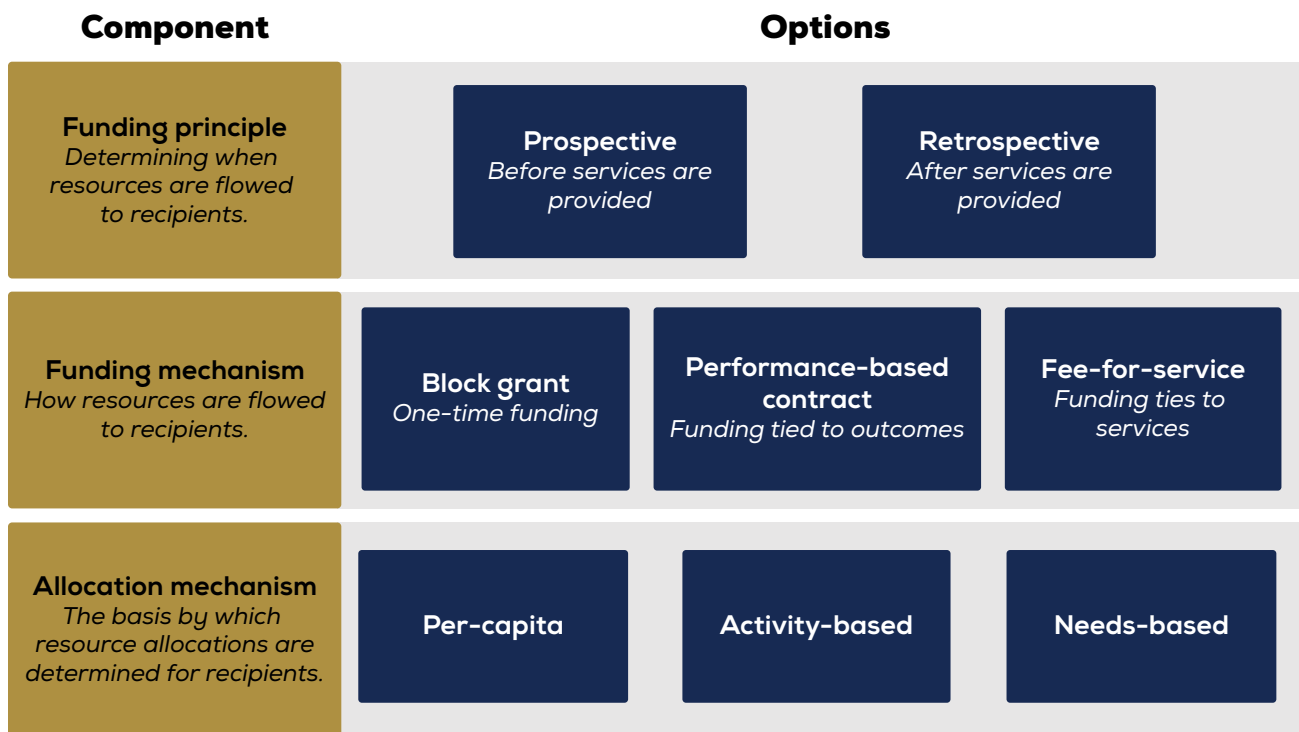 Component
Options
Funding principle
Determining when
resources are flowed
to recipients.
Prospective
Before services are
provided
Retrospective
After services are
provided
Funding mechanism
How resources are flowed
to recipients.
Block grant
One-time funding
Performance-based
contract
Funding tied to outcomes
Fee-for-service
Funding ties to
services
Allocation mechanism
The basis by which
resource allocations are
determined for recipients.
Per-capita
Activity-based
Needs-based